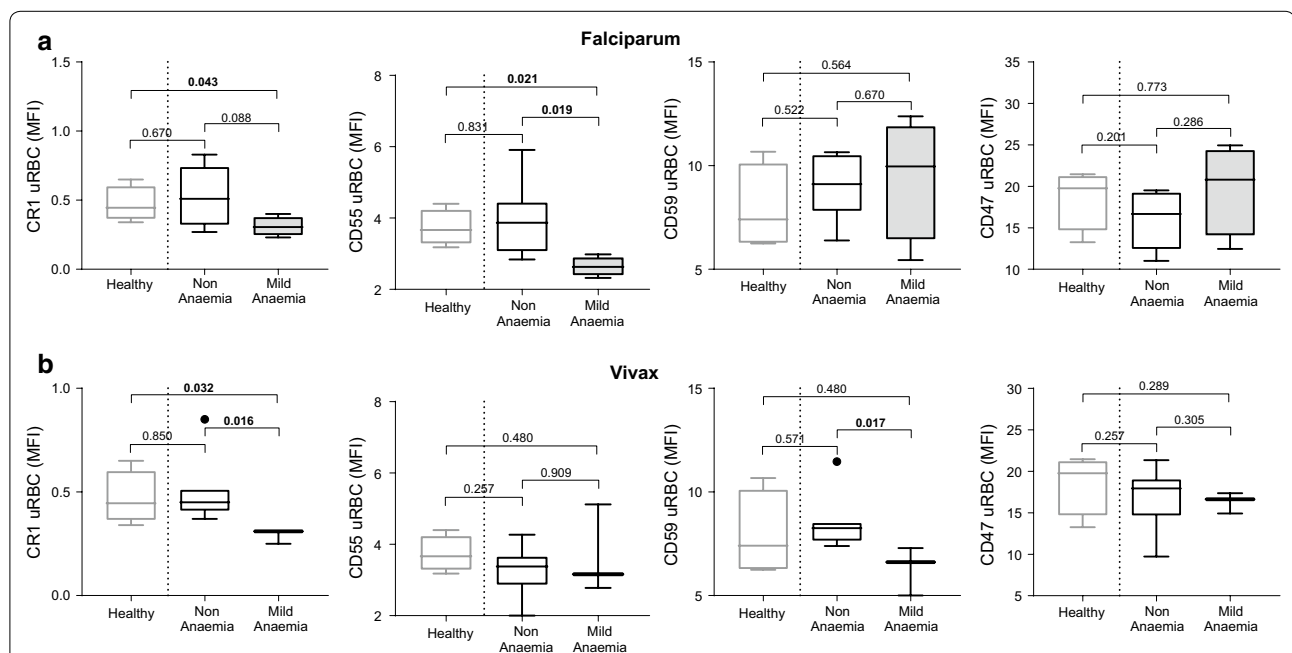 a
Falciparum
CR1 uRBC (MFI)
1.5
1.0
0.5
0.0
0.043
0.670
0.088
Healthy
Non
Anaemia
Mild
Anaemia
CD55 uRBC (MFI)
8
6
4
2
0.021
0.831
0.019
Healthy
Non
Anaemia
Mild
Anaemia
CD59 uRBC (MFI)
15
10
5
0.564
0.522
0.670
Healthy
Non
Anaemia
Mild
Anaemia
CD47 uRBC (MFI)
35
30
25
20
15
10
0.773
0.201
0.286
Healthy
Non
Anaemia
Mild
Anaemia
b
Vivax
CR1 uRBC (MFI)
1.0
0.5
0.0
0.032
0.850
0.016
Healthy
Non
Anaemia
Mild
Anaemia
CD55 uRBC (MFI)
8
6
4
2
0.480
0.257
0.909
Healthy
Non
Anaemia
Mild
Anaemia
CD59 uRBC (MFI)
15
10
5
0.480
0.571
0.017
Healthy
Non
Anaemia
Mild
Anaemia
CD47 uRBC (MFI)
30
25
20
15
10
5
0.289
0.257
0.305
Healthy
Non
Anaemia
Mild
Anaemia